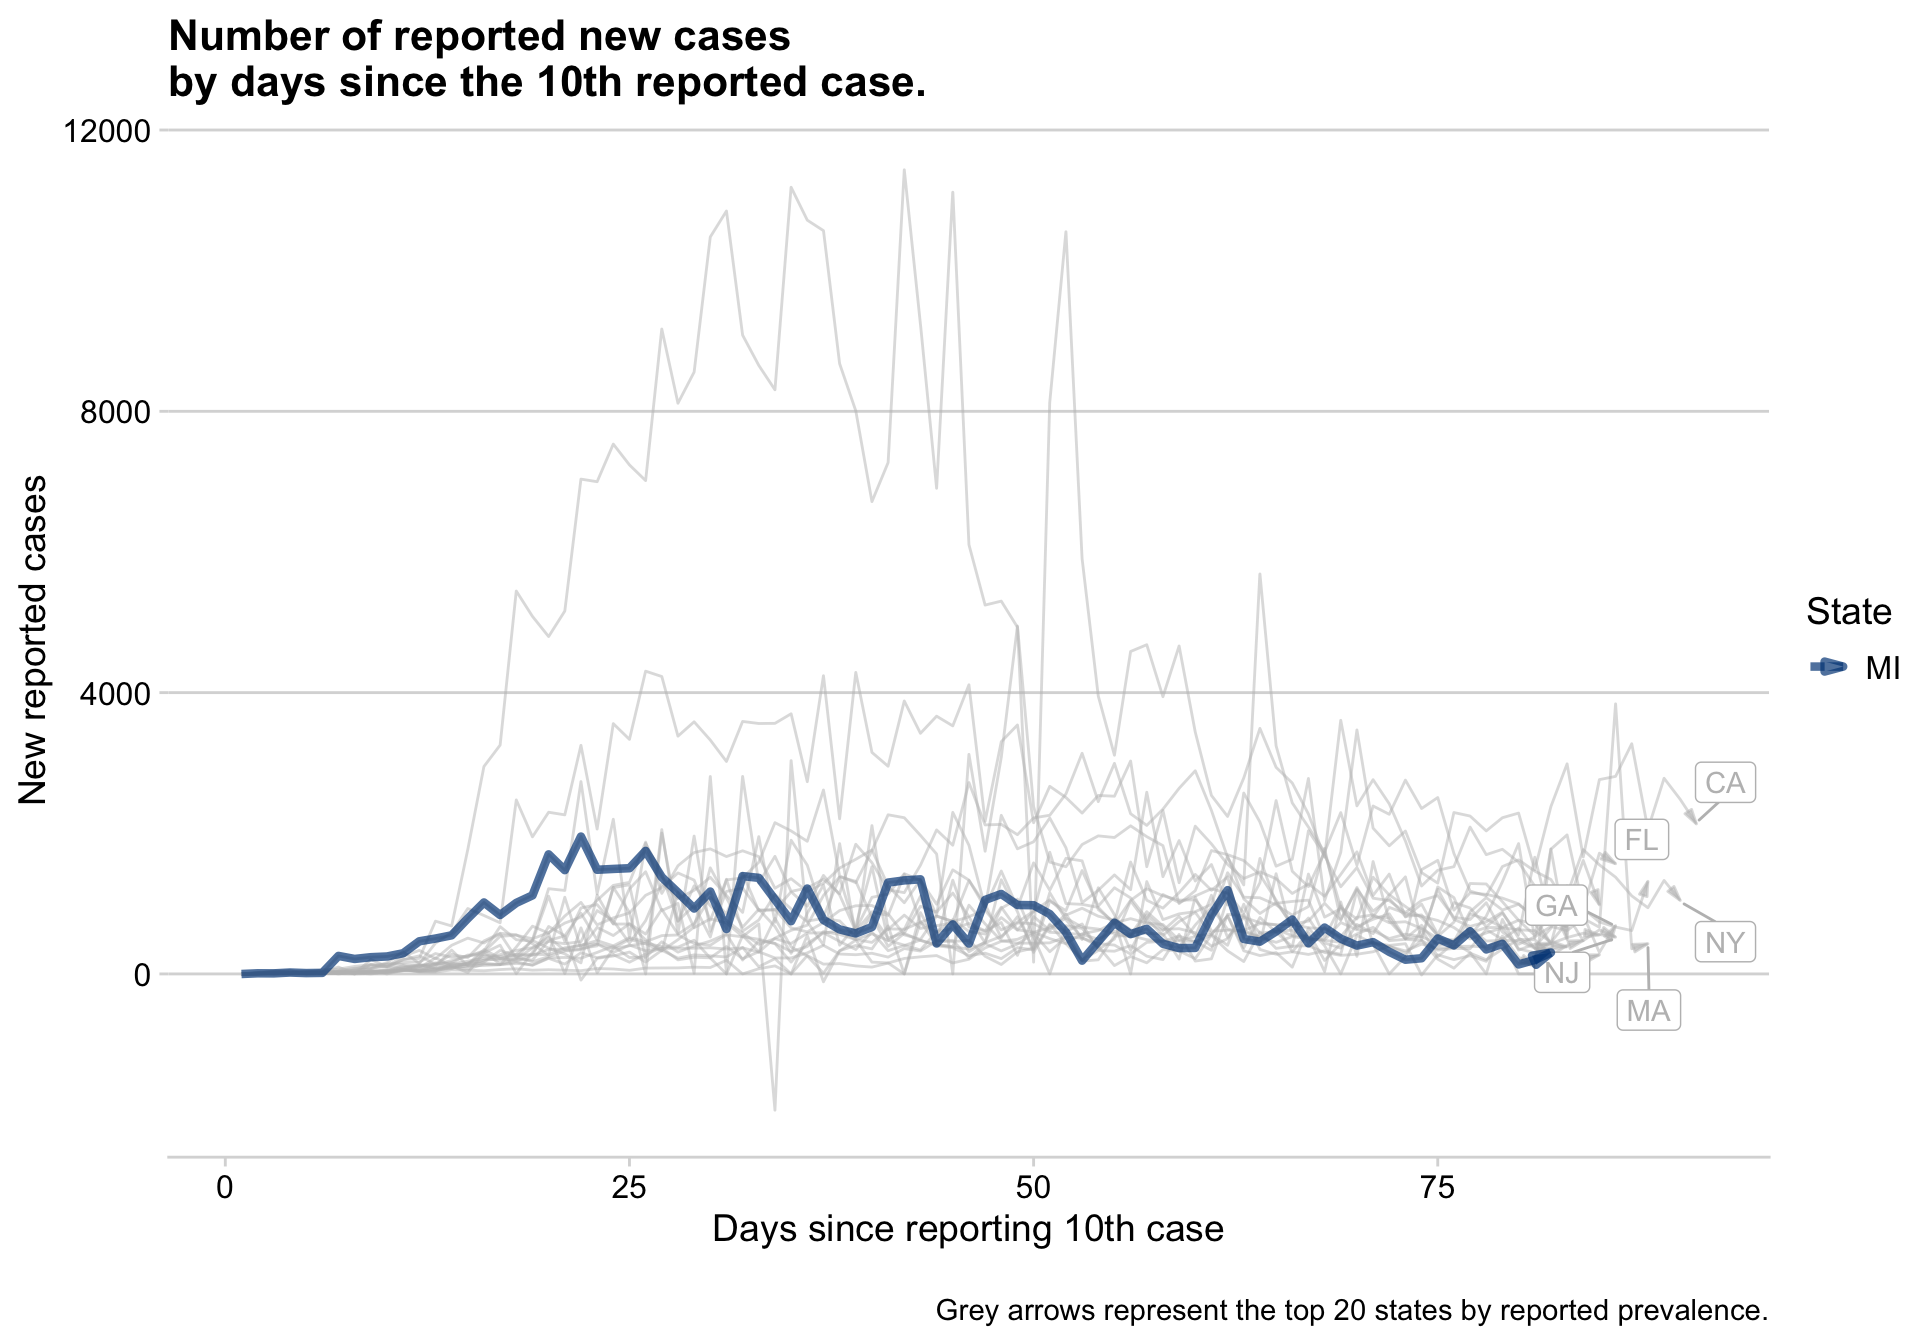 Number of reported new cases
by days since the 10th reported case.
12000
8000
4000
0
New reported cases
CA
FL
GA
NY
NJ
MA
State
MI
0
25
50
75
Days since reporting 10th case
Grey arrows represent the top 20 states by reported prevalence.